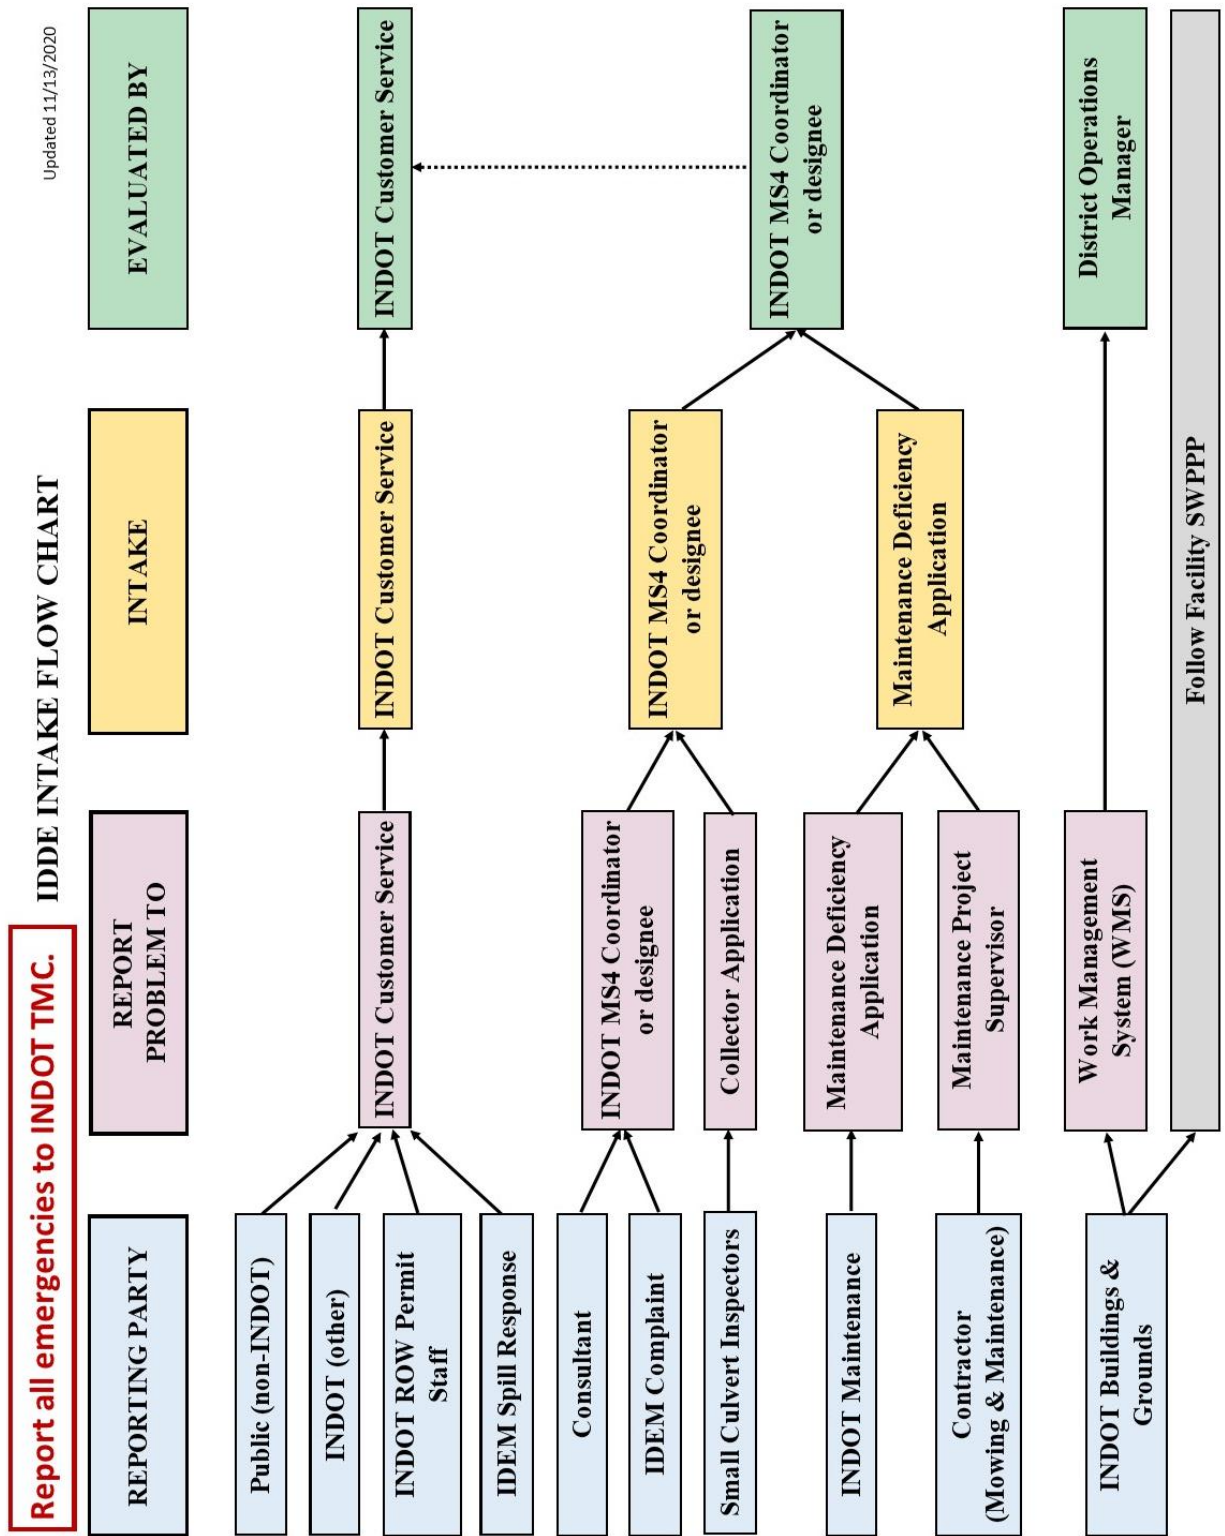 Report all emergencies to INDOT TMC.
IDDE INTAKE FLOW CHART
Updated 11/13/2020
REPORTING PARTY
REPORT
PROBLEM TO
INTAKE
EVALUATED BY
Public (non-INDOT)
INDOT (other)
INDOT ROW Permit
Staff
IDEM Spill Response
INDOT Customer Service
INDOT Customer Service
INDOT Customer Service
Consultant
IDEM Complaint
INDOT MS4 Coordinator
or designee
Small Culvert Inspectors
Collector Application
INDOT MS4 Coordinator
or designee
INDOT MS4 Coordinator
or designee
INDOT Maintenance
Maintenance Deficiency
Application
Contractor
(Mowing & Maintenance)
Maintenance Project
Supervisor
Maintenance Deficiency
Application
INDOT Buildings &
Grounds
Work Management
System (WMS)
District Operations
Manager
Follow Facility SWPPP